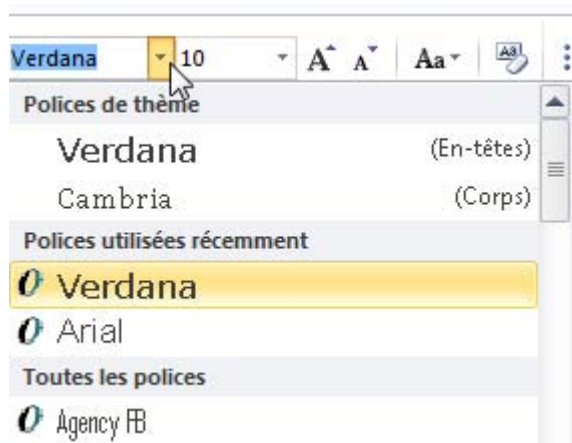 Verdana 10 A A Aa
Polices de thème
Verdana (En-têtes)
Cambria (Corps)
Polices utilisées récemment
Verdana
Arial
Toutes les polices
Agency FB